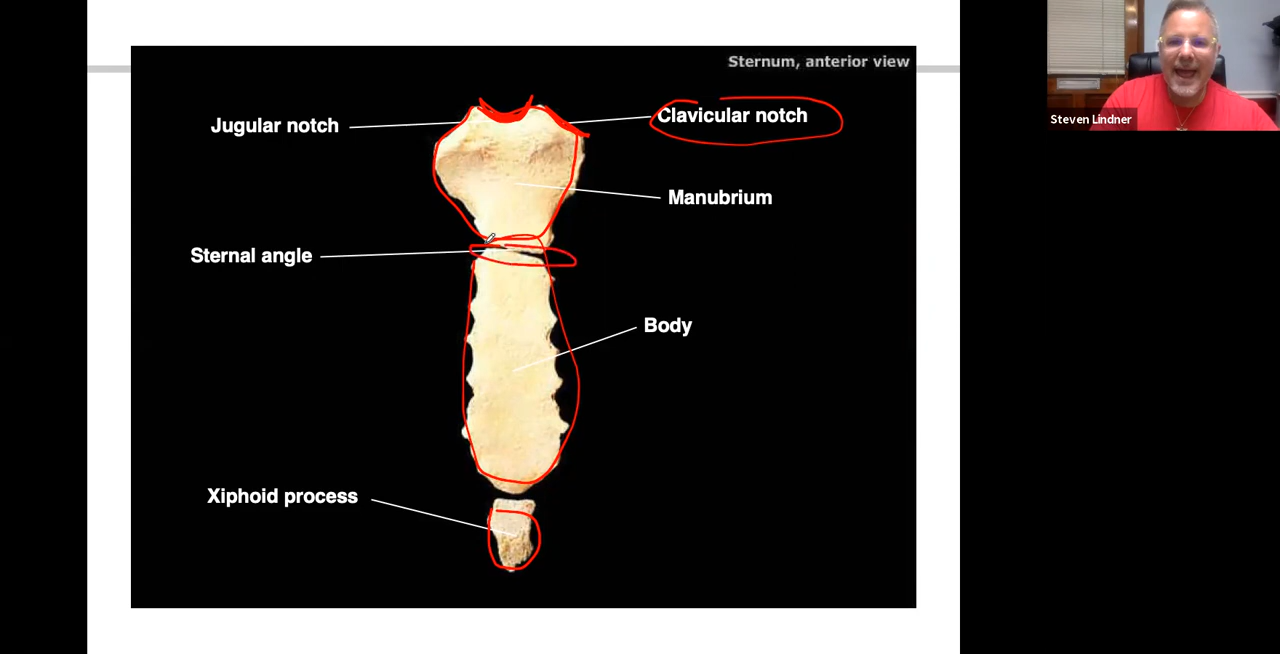 Sternum, anterior view
Jugular notch
Clavicular notch
Manubrium
Sternal angle
Body
Xiphoid process
Steven Lindner